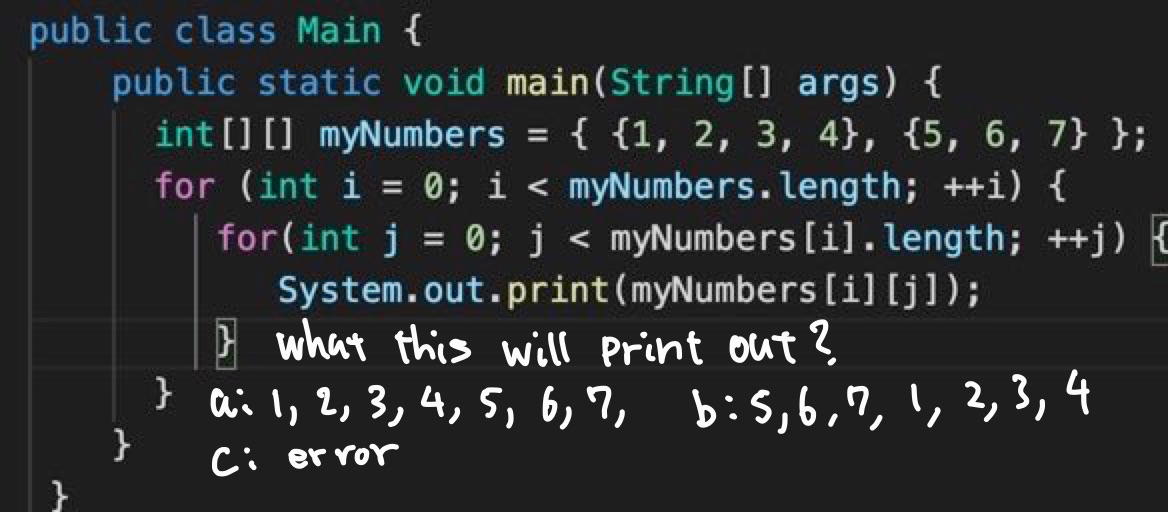 public class Main {
public static void main(String[] args) {
int[][] myNumbers = { {1, 2, 3, 4}, {5, 6, 7} };
for (int i = 0; i < myNumbers.length; ++i) {
for(int j = 0; j < myNumbers[i].length; ++j) {
System.out.print(myNumbers[i][j]);
} what this will print out?
} a: 1, 2, 3, 4, 5, 6, 7, b: 5, 6, 7, 1, 2, 3, 4
} c: error
}